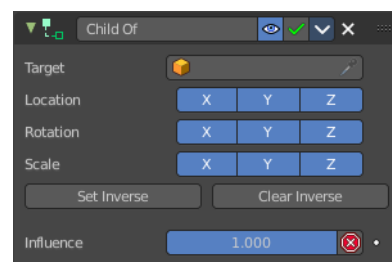 Child Of
Target
Location X Y Z
Rotation X Y Z
Scale X Y Z
Set Inverse Clear Inverse
Influence 1.000